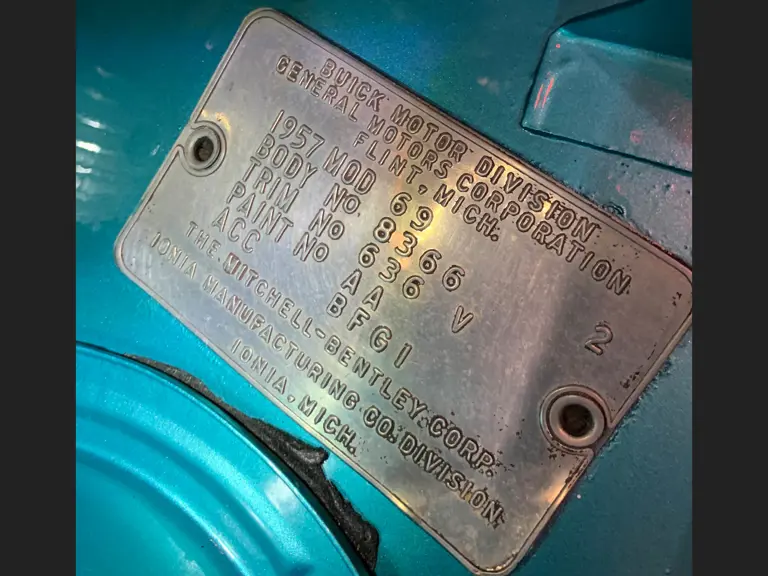 BUICK MOTOR DIVISION
GENERAL MOTORS CORPORATION
FLINT, MICH.
1957 MOD 69
BODY NO 8366
TRIM NO 636 V 2
PAINT NO AA
ACC BFGI
THE MITCHELL-BENTLEY CORP.
IONIA MANUFACTURING CO. DIVISION
IONIA, MICH.